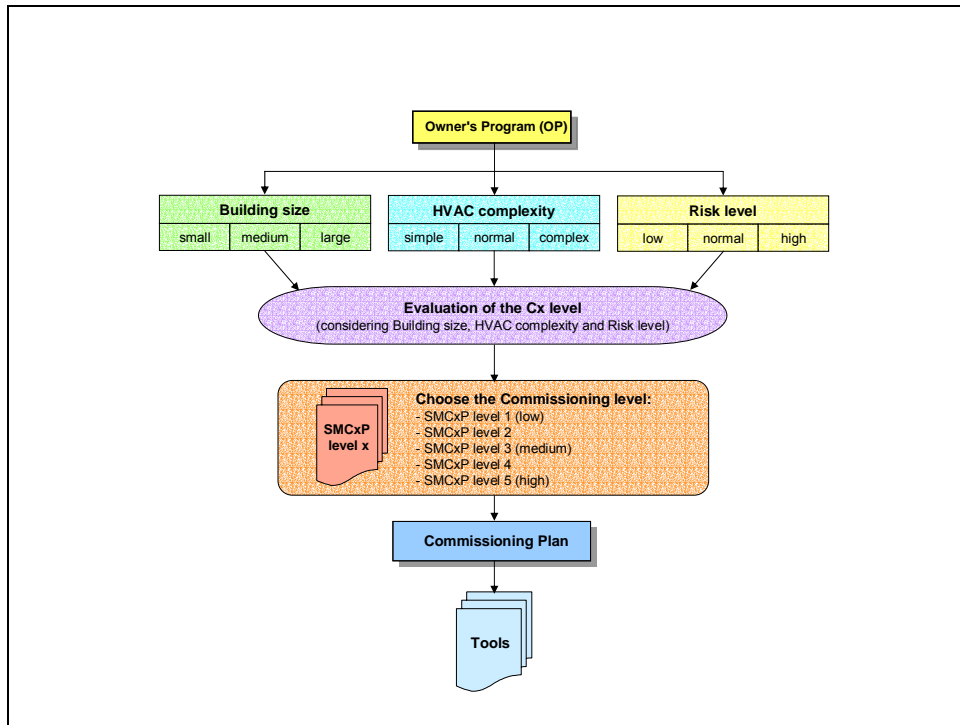 Owner's Program (OP)
Building size
small medium large
HVAC complexity
simple normal complex
Risk level
low normal high
Evaluation of the Cx level
(considering Building size, HVAC complexity and Risk level)
SMCxP
level x
Choose the Commissioning level:
- SMCxP level 1 (low)
- SMCxP level 2
- SMCxP level 3 (medium)
- SMCxP level 4
- SMCxP level 5 (high)
Commissioning Plan
Tools